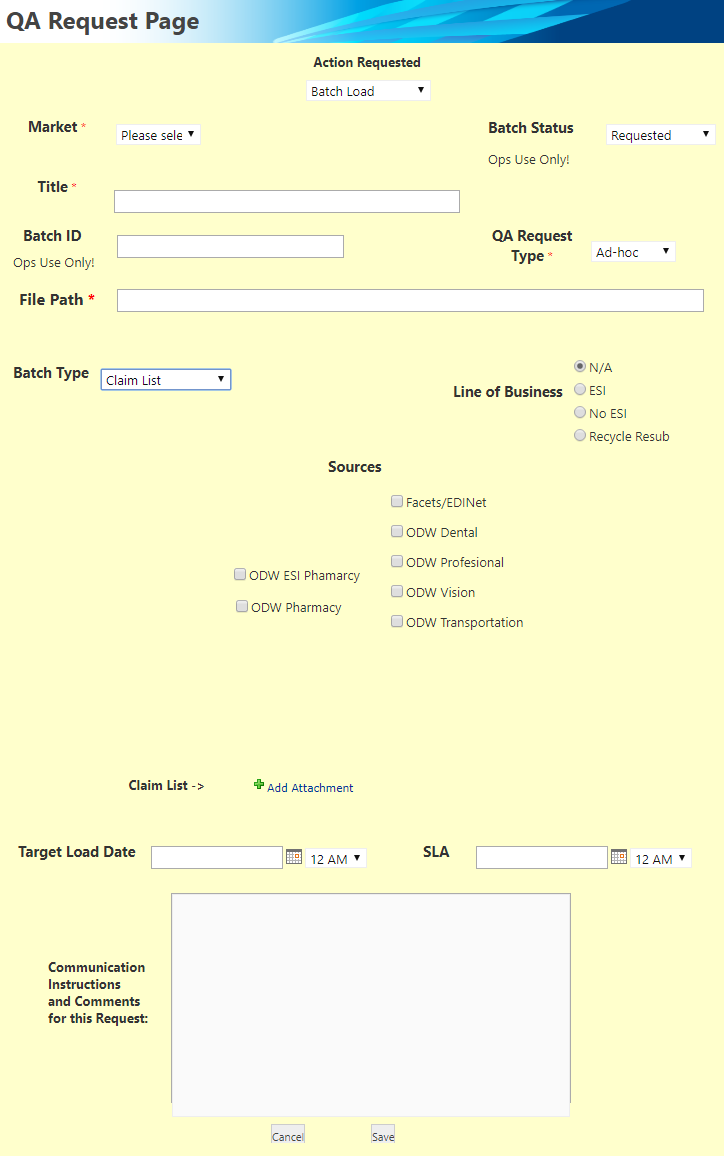 QA Request Page
Action Requested
Batch Load
Market *
Please sele
Batch Status
Requested
Ops Use Only!
Title *
Batch ID
Ops Use Only!
QA Request
Type *
Ad-hoc
File Path *
Batch Type
Claim List
Line of Business
N/A
ESI
No ESI
Recycle Resub
Sources
Facets/EDINet
ODW Dental
ODW Profesional
ODW ESI Phamarcy
ODW Vision
ODW Pharmacy
ODW Transportation
Claim List ->
Add Attachment
Target Load Date
12 AM
SLA
12 AM
Communication
Instructions
and Comments
for this Request:
Cancel
Save